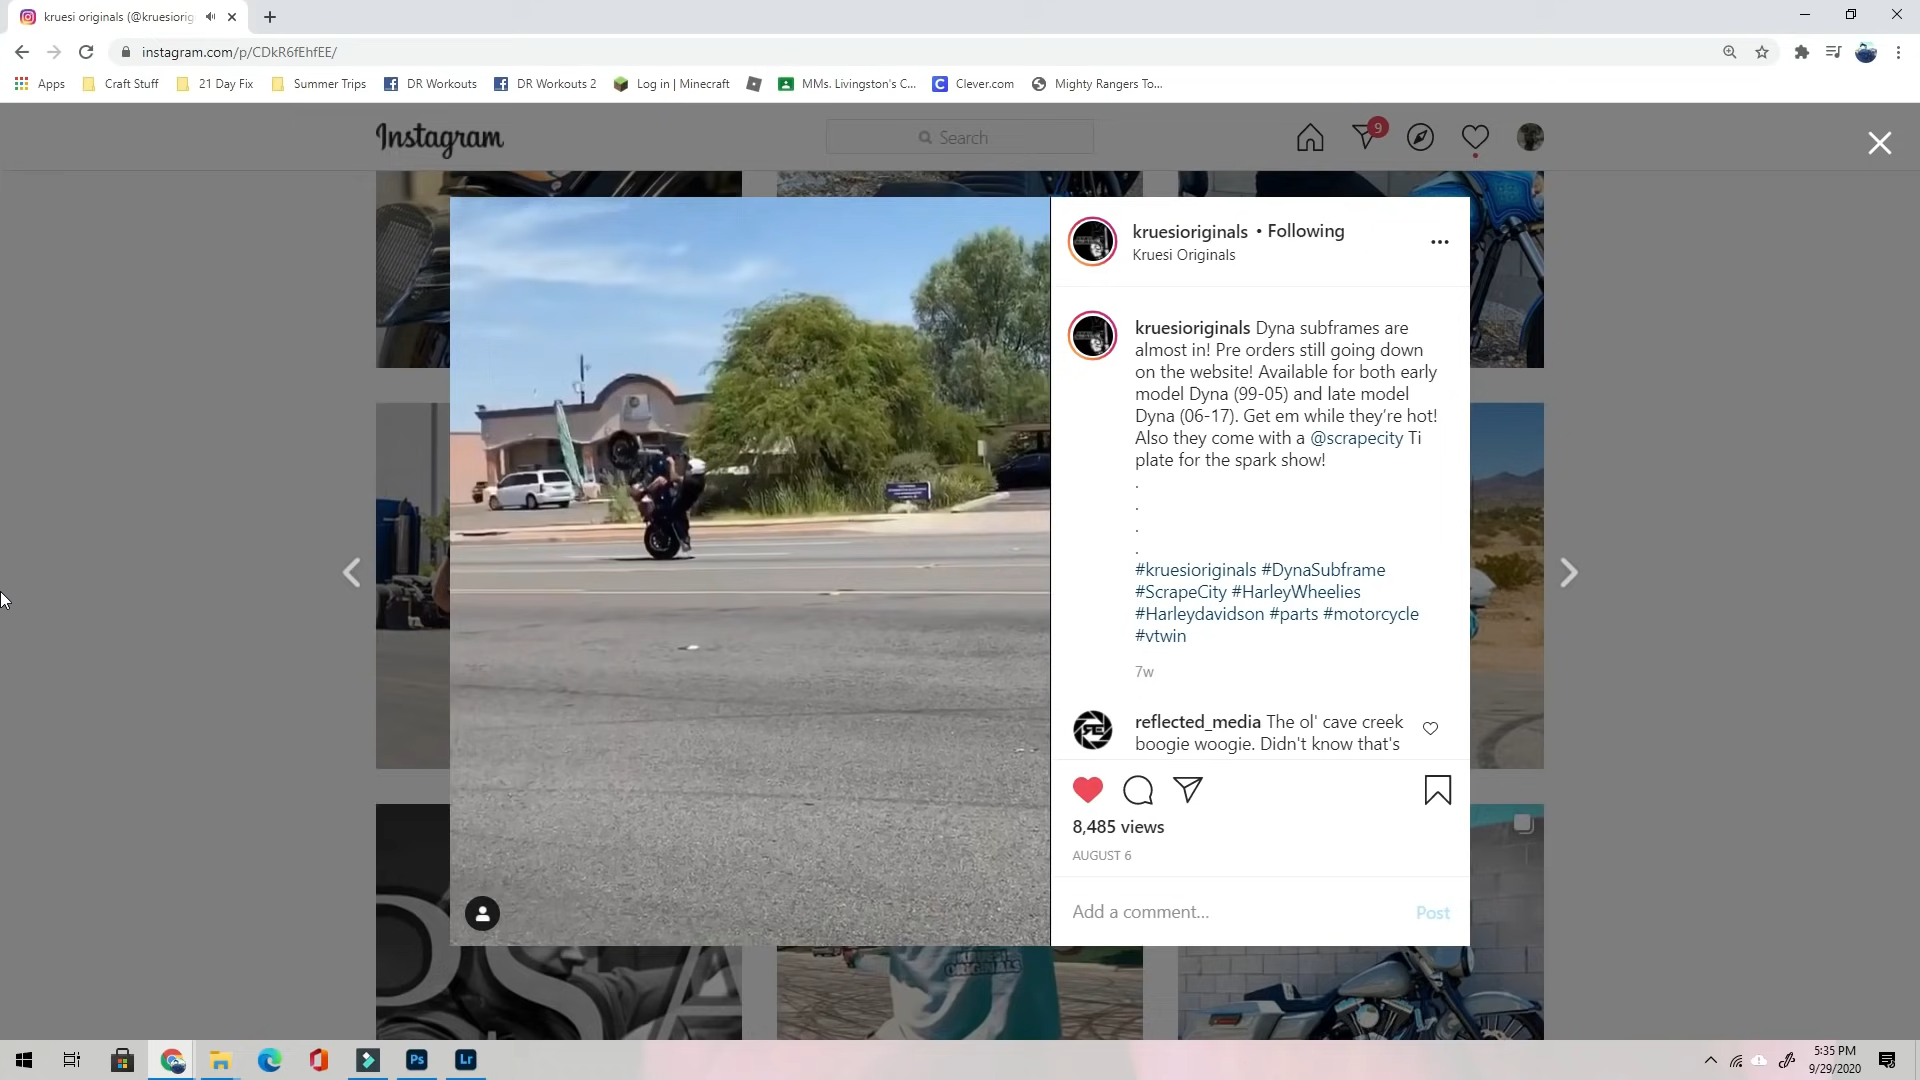 kruesi originals (@kruesiorig
instagram.com/p/CDkR6fEhfEE/
Apps
Craft Stuff
21 Day Fix
Summer Trips
DR Workouts
DR Workouts 2
Log in | Minecraft
MMs. Livingston's C...
Clever.com
Mighty Rangers To...
Instagram
Search
9
kruesioriginals • Following
Kruesi Originals
kruesioriginals Dyna subframes are
almost in! Pre orders still going down
on the website! Available for both early
model Dyna (99-05) and late model
Dyna (06-17). Get em while they're hot!
Also they come with a @scrapecity Ti
plate for the spark show!
.
.
.
.
#kruesioriginals #DynaSubframe
#ScrapeCity #HarleyWheelies
#Harleydavidson #parts #motorcycle
#vtwin
7w
reflected_media The ol' cave creek
boogie woogie. Didn't know that's
8,485 views
AUGUST 6
Add a comment...
Post
KRUESI
ORIGINALS
Ps
Lr
5:35 PM
9/29/2020